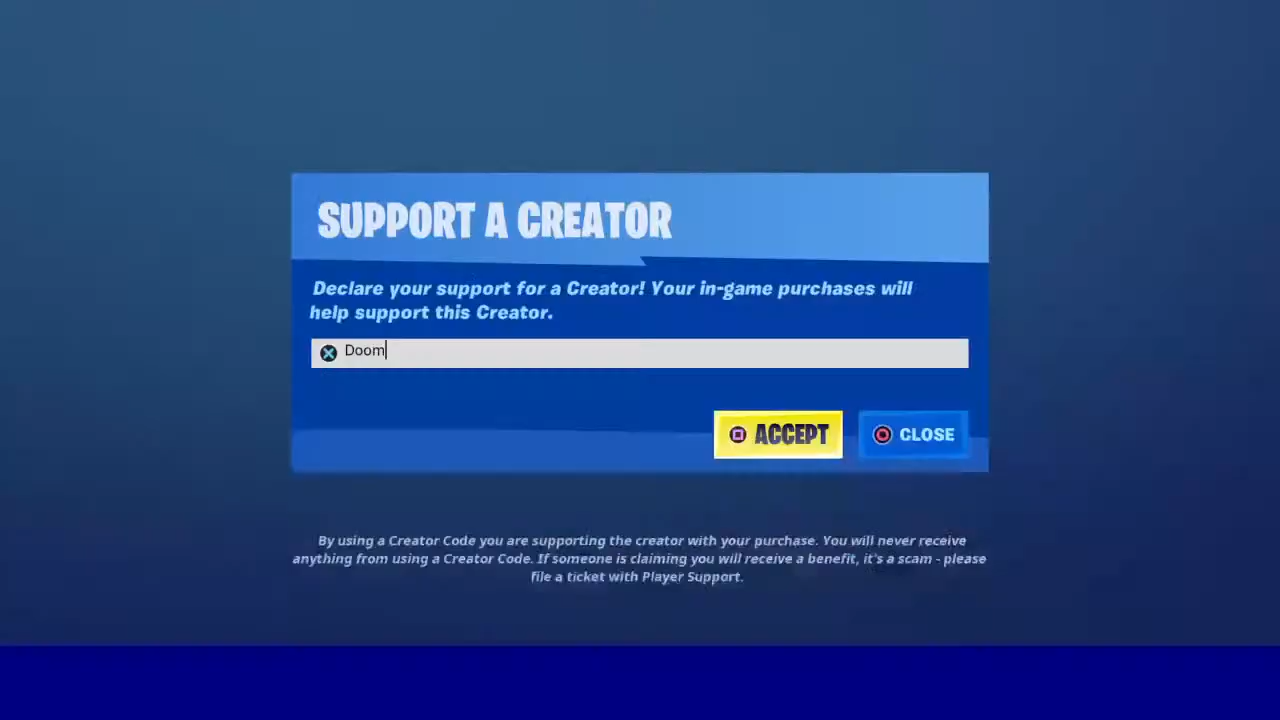 SUPPORT A CREATOR
Declare your support for a Creator! Your in-game purchases will
help support this Creator.
Doom
ACCEPT
CLOSE
By using a Creator Code you are supporting the creator with your purchase. You will never receive
anything from using a Creator Code. If someone is claiming you will receive a benefit, it's a scam - please
file a ticket with Player Support.